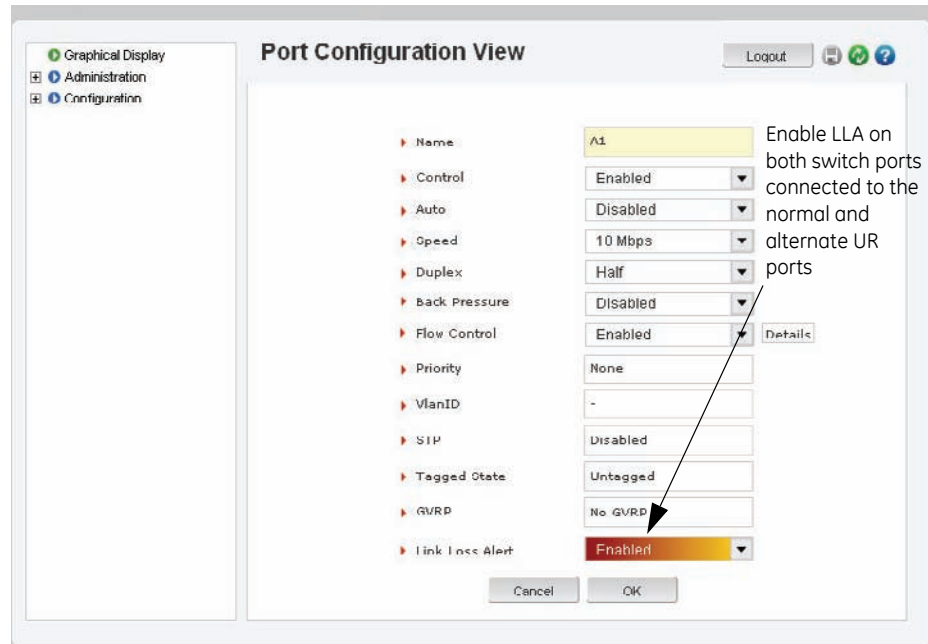 Graphical Display
Administration
Configuration
Port Configuration View
Logout
Name
A1
Control
Enabled
Auto
Disabled
Speed
10 Mbps
Duplex
Half
Back Pressure
Disabled
Flow Control
Enabled
Details
Priority
None
VlanID
-
STP
Disabled
Tagged State
Untagged
GVRP
No GVRP
Link Loss Alert
Enabled
Cancel
OK
Enable LLA on
both switch ports
connected to the
normal and
alternate UR
ports